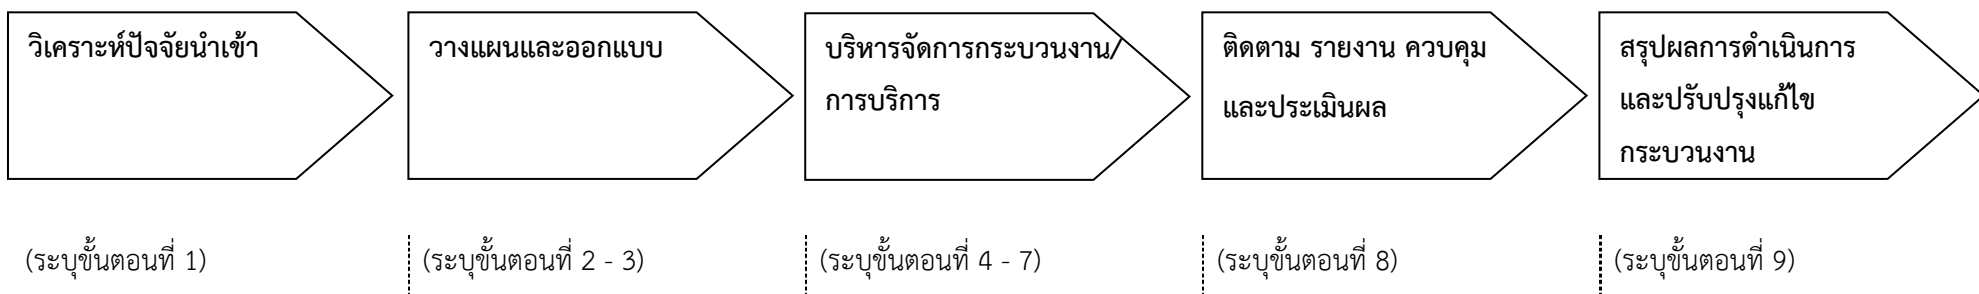 วิเคราะห์ปัจจัยนำเข้า
วางแผนและออกแบบ
บริหารจัดการกระบวนงาน/
การบริการ
ติดตาม รายงาน ควบคุม
และประเมินผล
สรุปผลการดำเนินการ
และปรับปรุงแก้ไข
กระบวนงาน
(ระบุขั้นตอนที่ 1)
(ระบุขั้นตอนที่ 2 - 3)
(ระบุขั้นตอนที่ 4 - 7)
(ระบุขั้นตอนที่ 8)
(ระบุขั้นตอนที่ 9)